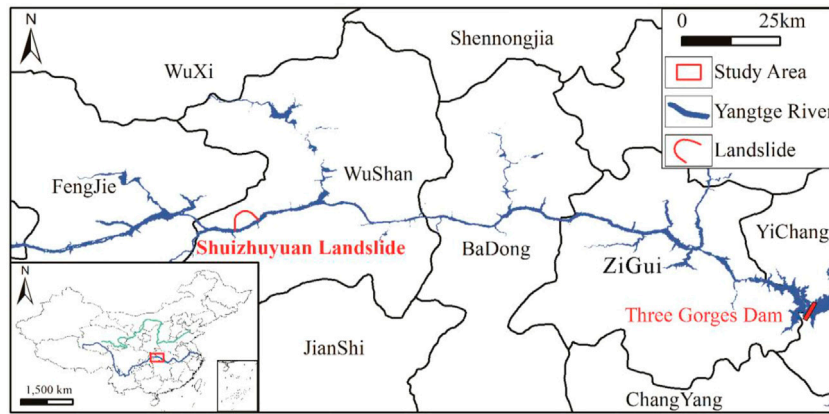 N
WuXi
Shennongjia
0 25km
Study Area
Yangtge River
Landslide
FengJie
WuShan
Shuizhuyuan Landslide
BaDong
ZiGui
YiChang
Three Gorges Dam
JianShi
ChangYang
N
1,500 km